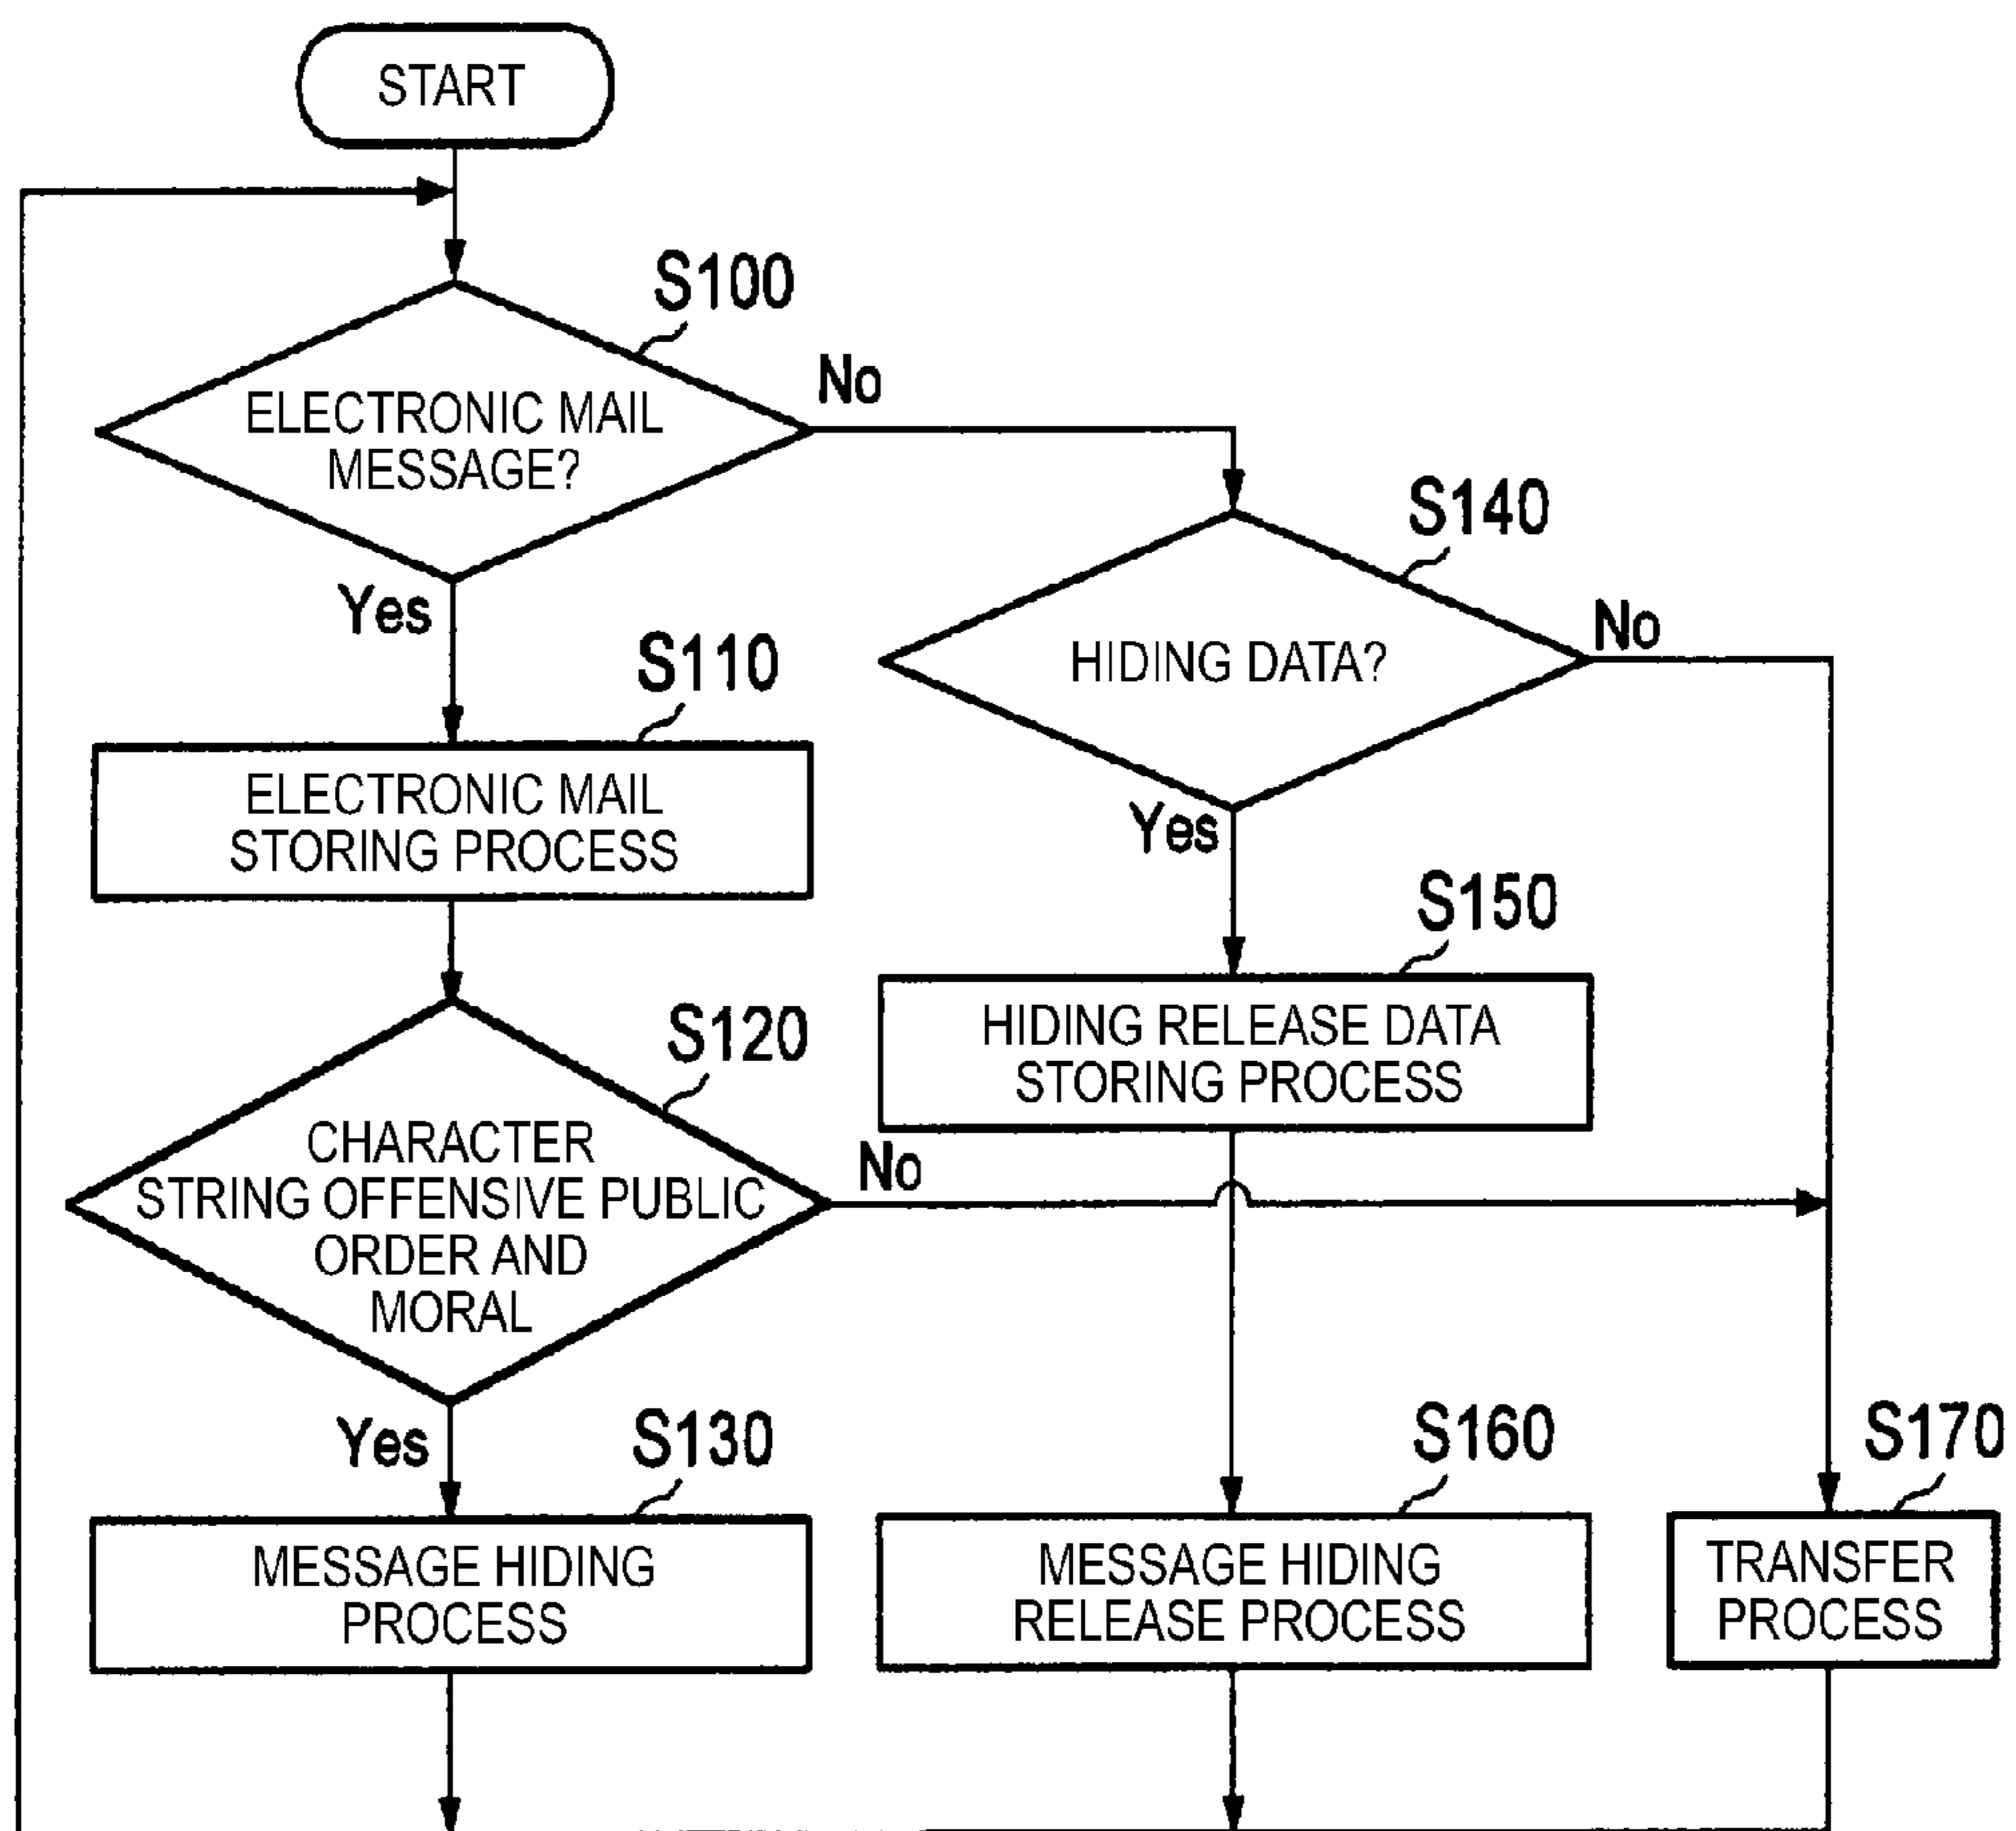 START
S100
ELECTRONIC MAIL
MESSAGE?
No
Yes
S140
HIDING DATA?
No
Yes
S110
ELECTRONIC MAIL
STORING PROCESS
S150
HIDING RELEASE DATA
STORING PROCESS
S120
CHARACTER
STRING OFFENSIVE PUBLIC
ORDER AND
MORAL
No
Yes
S130
MESSAGE HIDING
PROCESS
S160
MESSAGE HIDING
RELEASE PROCESS
S170
TRANSFER
PROCESS